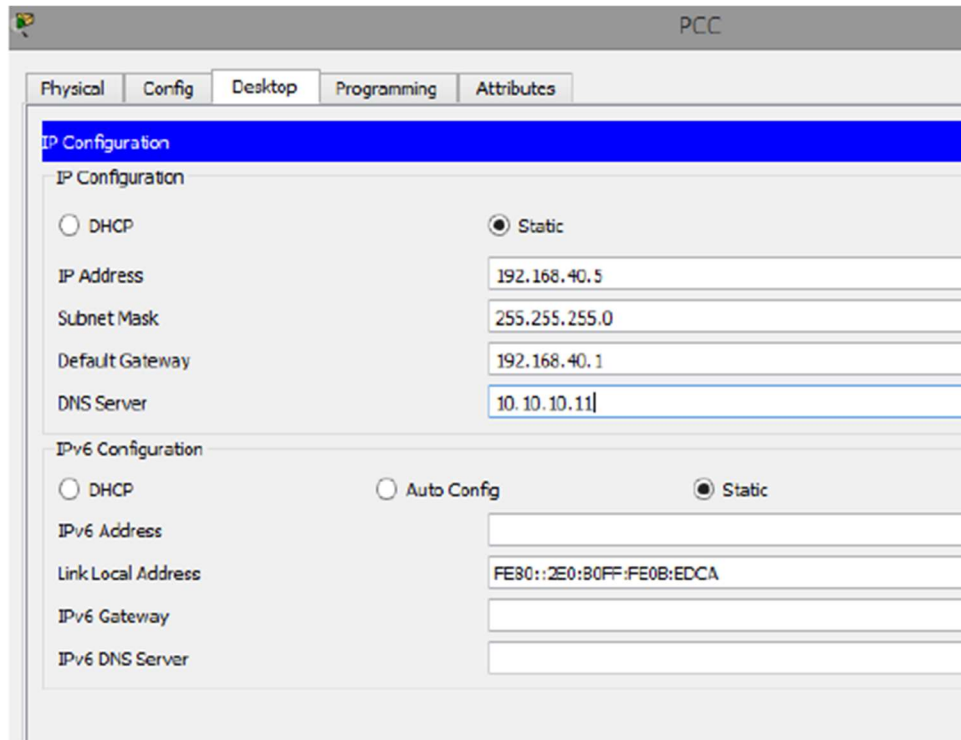 PCC
Physical Config Desktop Programming Attributes
IP Configuration
IP Configuration
DHCP Static
IP Address 192.168.40.5
Subnet Mask 255.255.255.0
Default Gateway 192.168.40.1
DNS Server 10.10.10.11
IPv6 Configuration
DHCP Auto Config Static
IPv6 Address
Link Local Address FE80::2E0:B0FF:FE0B:EDCA
IPv6 Gateway
IPv6 DNS Server